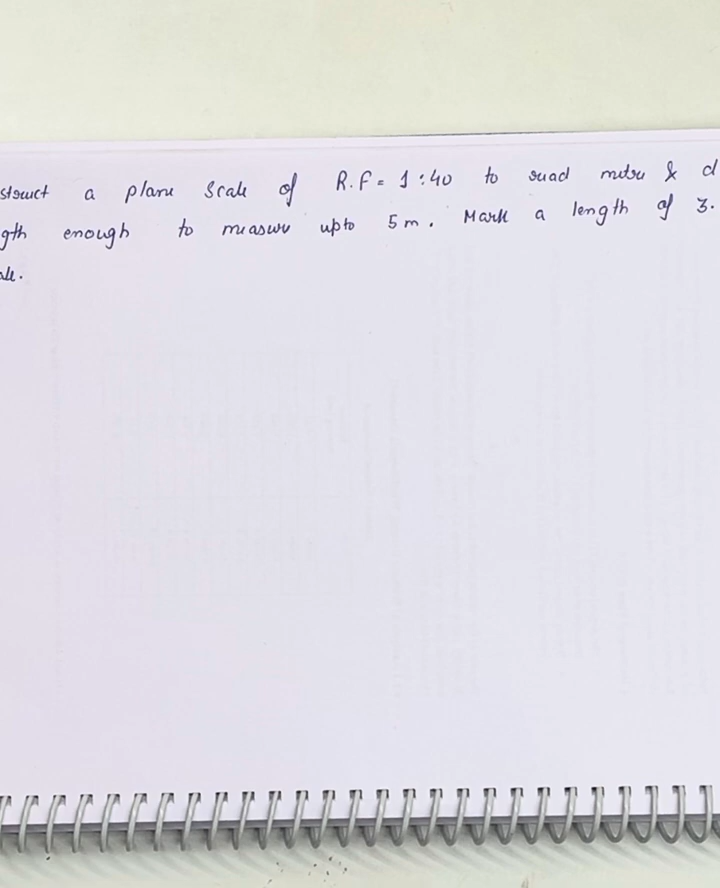 struct a plane scale of R.F = 1:40 to read metre & d
gth enough to measure upto 5 m. Mark a length of 3.
ale.